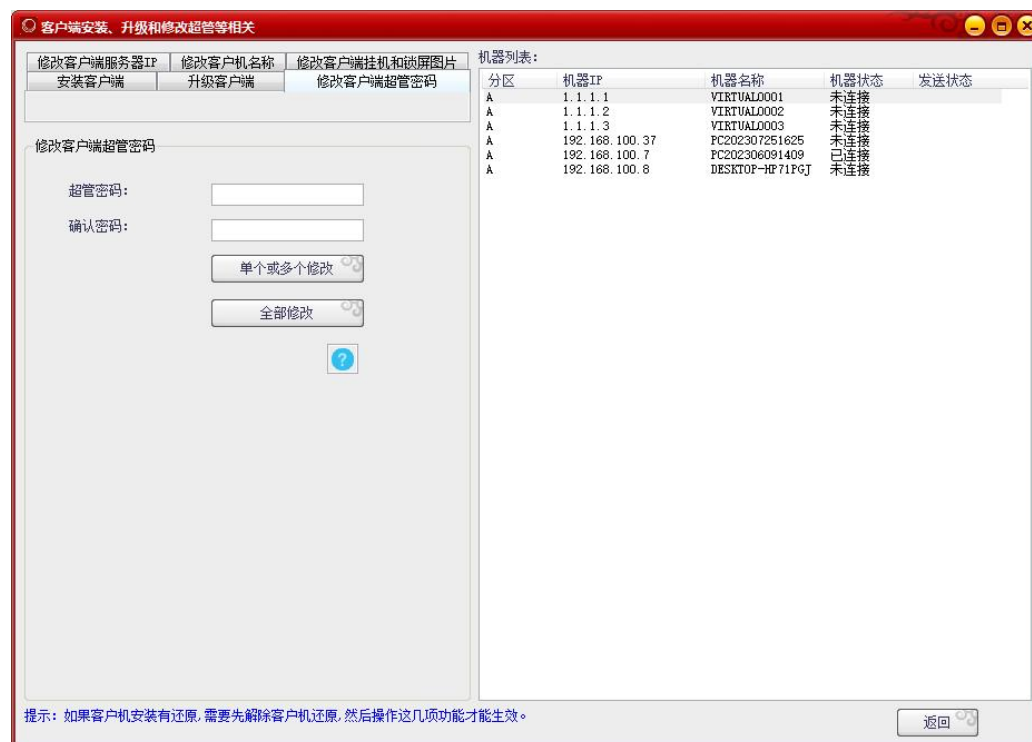 客户端安装、升级和修改超管等相关
修改客户端服务器IP 修改客户机名称 修改客户端挂机和锁屏图片
安装客户端 升级客户端 修改客户端超管密码
修改客户端超管密码
超管密码:
确认密码:
单个或多个修改
全部修改
?
机器列表:
分区 机器IP 机器名称 机器状态 发送状态
A 1.1.1.1 VIRTUAL0001 未连接
A 1.1.1.2 VIRTUAL0002 未连接
A 1.1.1.3 VIRTUAL0003 未连接
A 192.168.100.37 PC202307251625 未连接
A 192.168.100.7 PC202306091409 已连接
A 192.168.100.8 DESKTOP-HP71PGJ 未连接
提示: 如果客户机安装有还原,需要先解除客户机还原,然后操作这几项功能才能生效。
返回